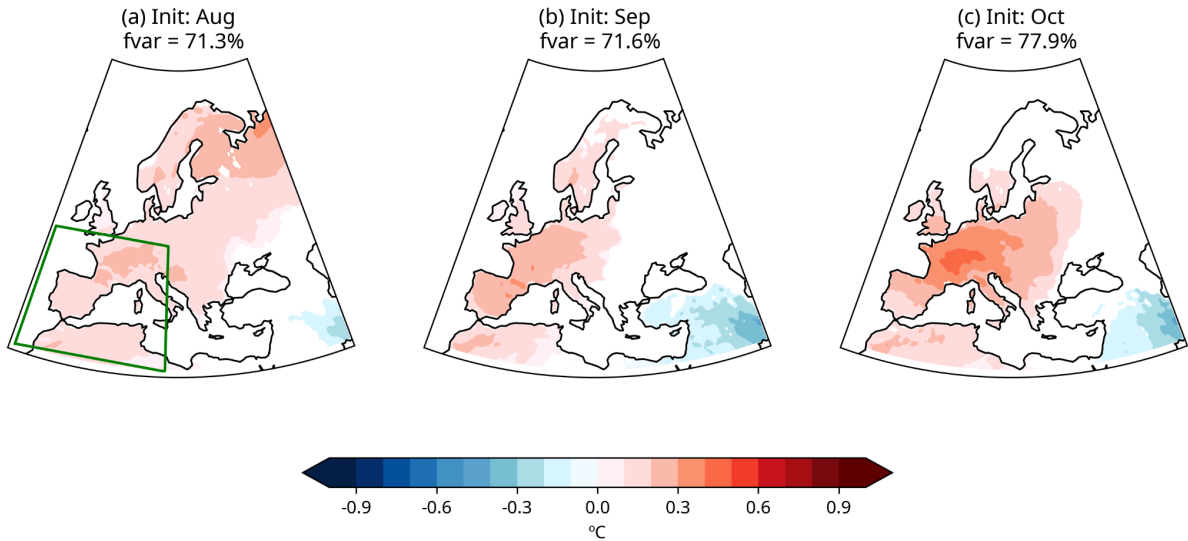 (a) Init: Aug
fvar = 71.3%
(b) Init: Sep
fvar = 71.6%
(c) Init: Oct
fvar = 77.9%
-0.9 -0.6 -0.3 0.0 0.3 0.6 0.9
ºC